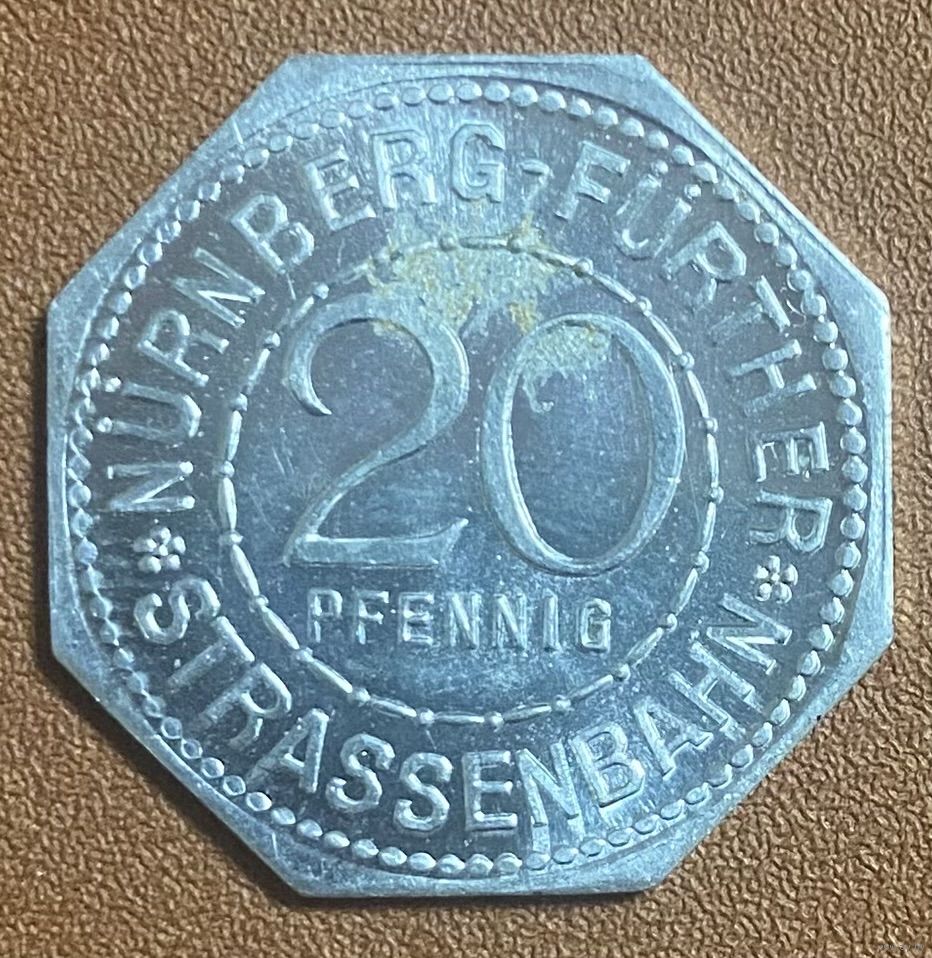 NÜRNBERG-FÜRTHER
STRASSENBAHN
20
PFENNIG